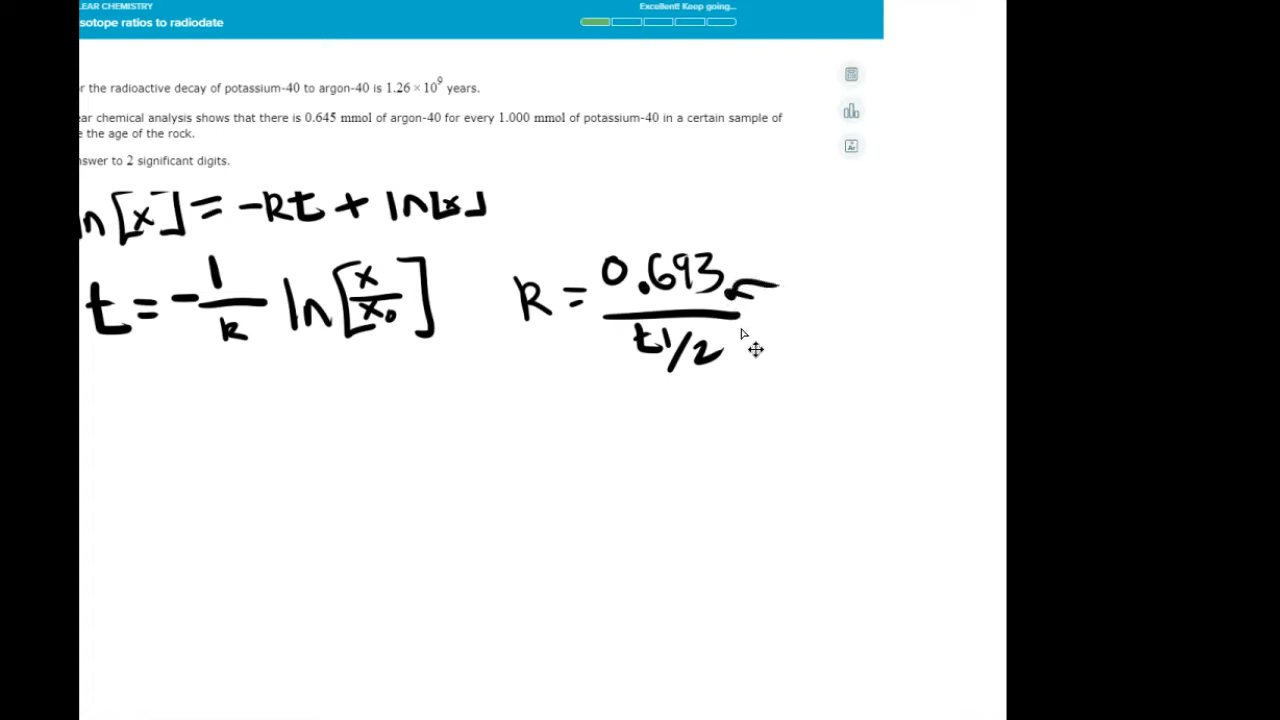 LEAR CHEMISTRY
Excellent! Keep going...
sotope ratios to radiodate
r the radioactive decay of potassium-40 to argon-40 is 1.26 × 10⁹ years.
ear chemical analysis shows that there is 0.645 mmol of argon-40 for every 1.000 mmol of potassium-40 in a certain sample of
e the age of the rock.
nswer to 2 significant digits.
n[x] = -kt + ln[x]
t = - 1/k ln[x/x₀]
k = 0.693 / t1/2
Ar